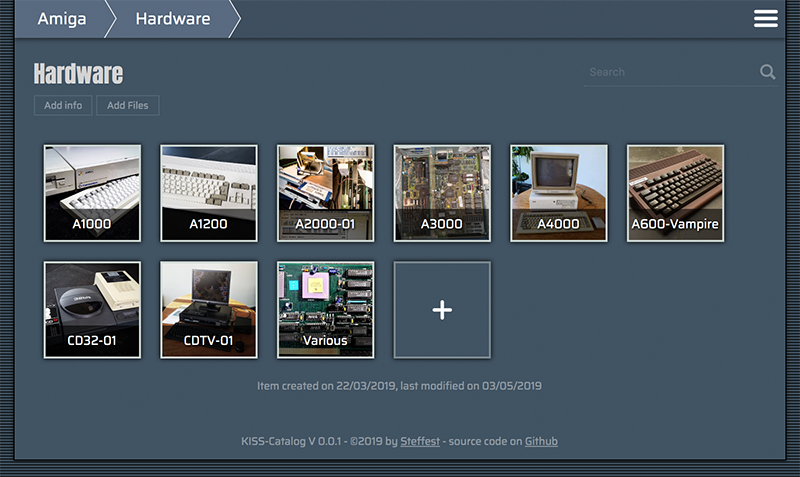 Amiga
Hardware
Hardware
Search
Add info
Add Files
A1000
A1200
A2000-01
A3000
A4000
A600-Vampire
CD32-01
CDTV-01
Various
Item created on 22/03/2019, last modified on 03/05/2019
KISS-Catalog V 0.0.1 - ©2019 by Steffest - source code on Github